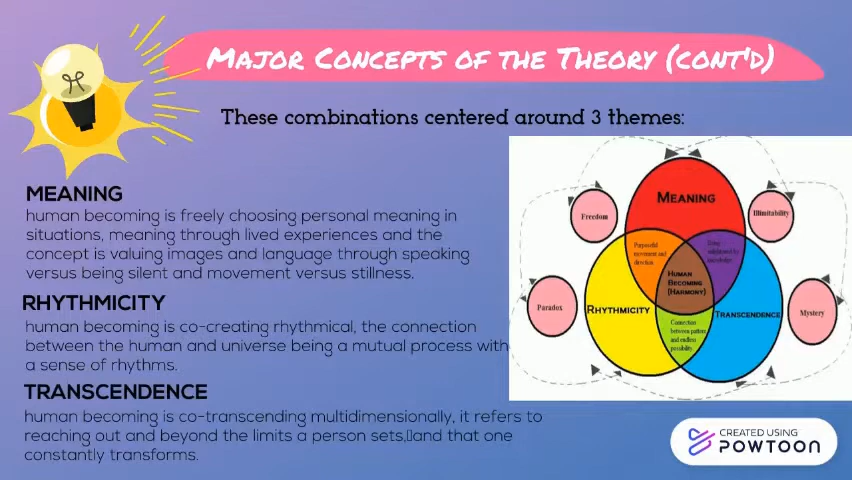 Major Concepts of the Theory (cont'd)
These combinations centered around 3 themes:
MEANING
human becoming is freely choosing personal meaning in
situations, meaning through lived experiences and the
concept is valuing images and language through speaking
versus being silent and movement versus stillness.
RHYTHMICITY
human becoming is co-creating rhythmical, the connection
between the human and universe being a mutual process with
a sense of rhythms.
TRANSCENDENCE
human becoming is co-transcending multidimensionally, it refers to
reaching out and beyond the limits a person sets,▯and that one
constantly transforms.
MEANING
Freedom
Illimitability
Purposeful
movement and
direction
Being
enlightened by
knowledge
HUMAN
BECOMING
(HARMONY)
Paradox
RHYTHMICITY
TRANSCENDENCE
Mystery
Connection
between pattern
and endless
possibility.
CREATED USING
POWTOON